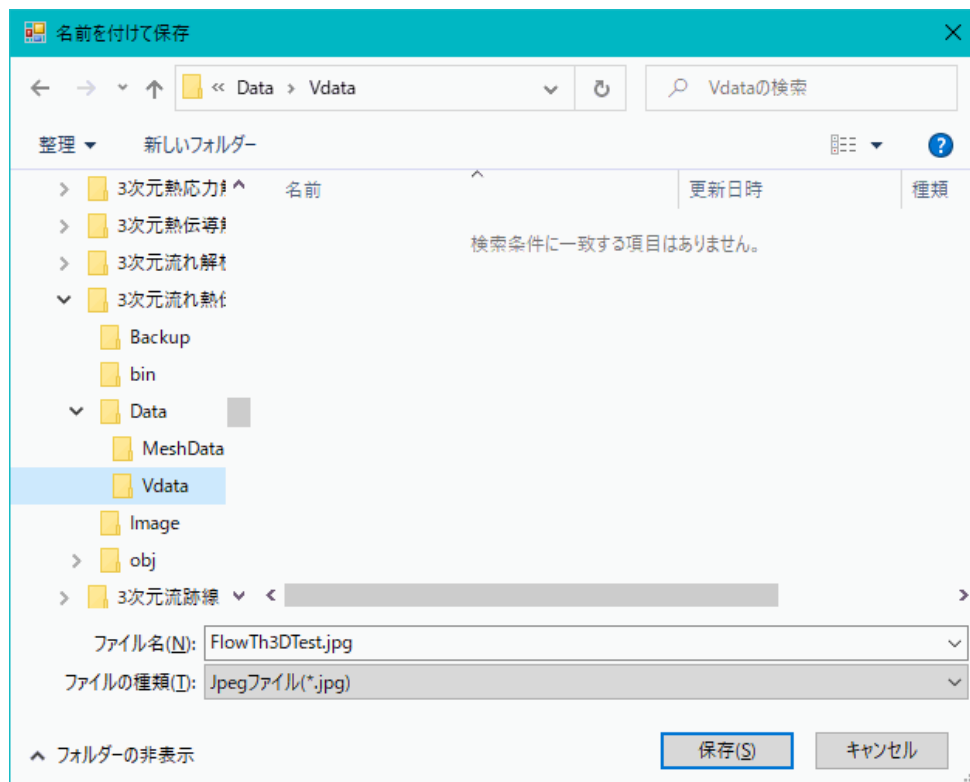 名前を付けて保存
« Data › Vdata
Vdataの検索
整理 新しいフォルダー
名前 更新日時 種類
検索条件に一致する項目はありません。
3次元熱応力
3次元熱伝導
3次元流れ解
3次元流れ熱
Backup
bin
Data
MeshData
Vdata
Image
obj
3次元流跡線
ファイル名(N): FlowTh3DTest.jpg
ファイルの種類(T): Jpegファイル(*.jpg)
フォルダーの非表示
保存(S) キャンセル